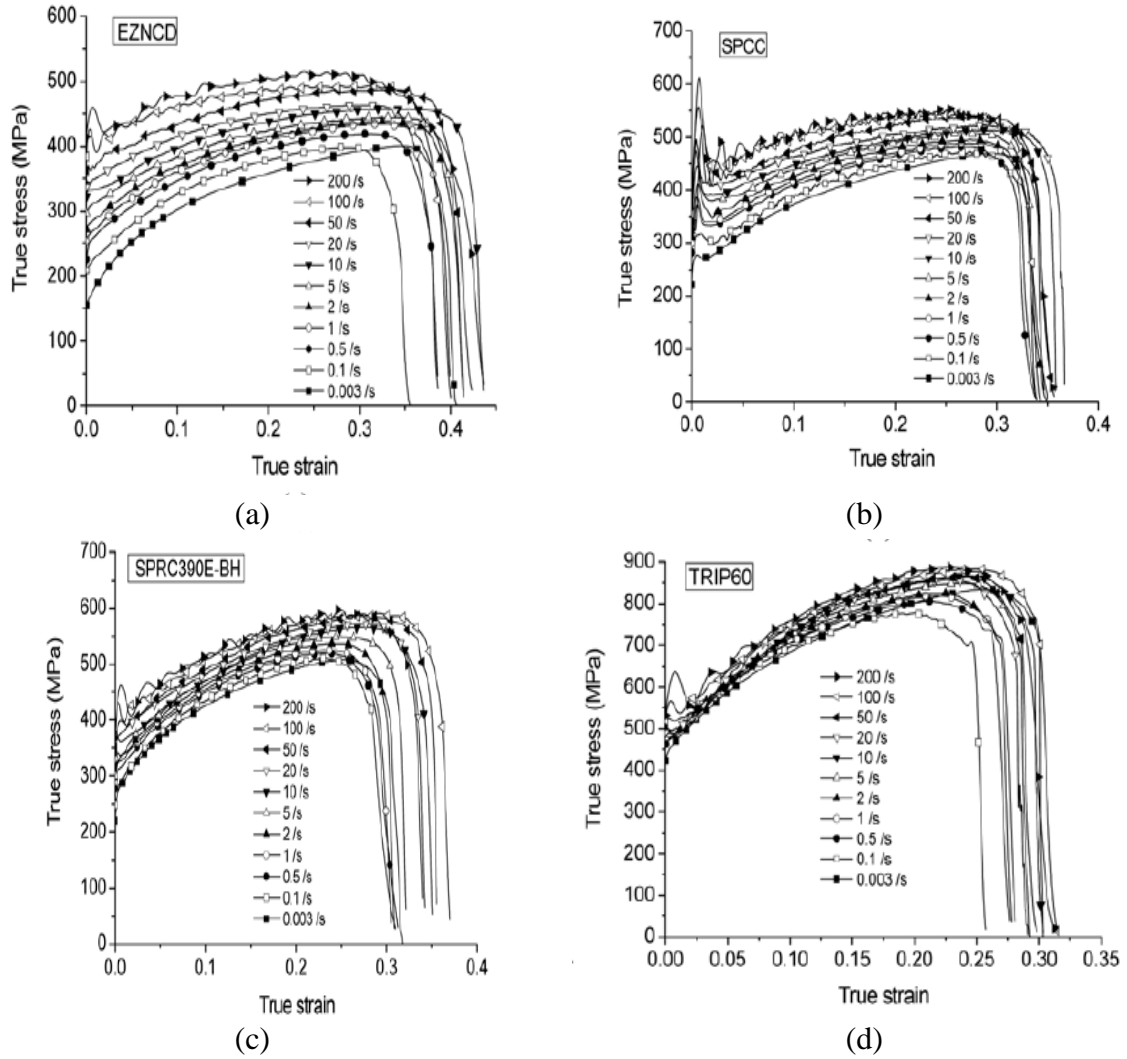 EZNCD
600
500
400
300
200
100
0
True stress (MPa)
200 /s
100 /s
50 /s
20 /s
10 /s
5 /s
2 /s
1 /s
0.5 /s
0.1 /s
0.003 /s
0.0 0.1 0.2 0.3 0.4
True strain
(a)
SPCC
700
600
500
400
300
200
100
0
True stress (MPa)
200 /s
100 /s
50 /s
20 /s
10 /s
5 /s
2 /s
1 /s
0.5 /s
0.1 /s
0.003 /s
0.0 0.1 0.2 0.3 0.4
True strain
(b)
SPRC390E-BH
700
600
500
400
300
200
100
0
True stress (MPa)
200 /s
100 /s
50 /s
20 /s
10 /s
5 /s
2 /s
1 /s
0.5 /s
0.1 /s
0.003 /s
0.0 0.1 0.2 0.3 0.4
True strain
(c)
TRIP60
900
800
700
600
500
400
300
200
100
0
True stress (MPa)
200 /s
100 /s
50 /s
20 /s
10 /s
5 /s
2 /s
1 /s
0.5 /s
0.1 /s
0.003 /s
0.00 0.05 0.10 0.15 0.20 0.25 0.30 0.35
True strain
(d)